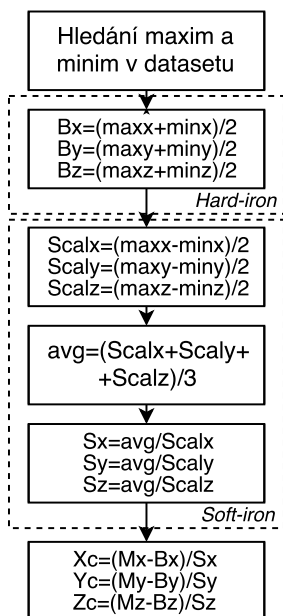 Hledání maxim a
minim v datasetu
Bx=(maxx+minx)/2
By=(maxy+miny)/2
Bz=(maxz+minz)/2
Hard-iron
Scalx=(maxx-minx)/2
Scaly=(maxy-miny)/2
Scalz=(maxz-minz)/2
avg=(Scalx+Scaly+
+Scalz)/3
Sx=avg/Scalx
Sy=avg/Scaly
Sz=avg/Scalz
Soft-iron
Xc=(Mx-Bx)/Sx
Yc=(My-By)/Sy
Zc=(Mz-Bz)/Sz